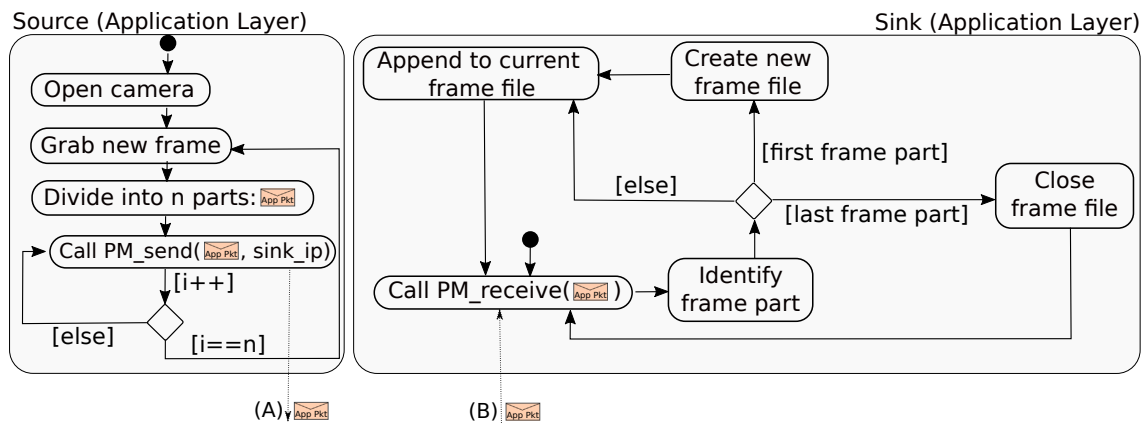 Source (Application Layer)
Open camera
Grab new frame
Divide into n parts: App Pkt
Call PM_send( App Pkt , sink_ip)
[i++]
[else]
[i==n]
(A) App Pkt
Sink (Application Layer)
Append to current
frame file
Create new
frame file
[first frame part]
[else]
[last frame part]
Close
frame file
Identify
frame part
Call PM_receive( App Pkt )
(B) App Pkt